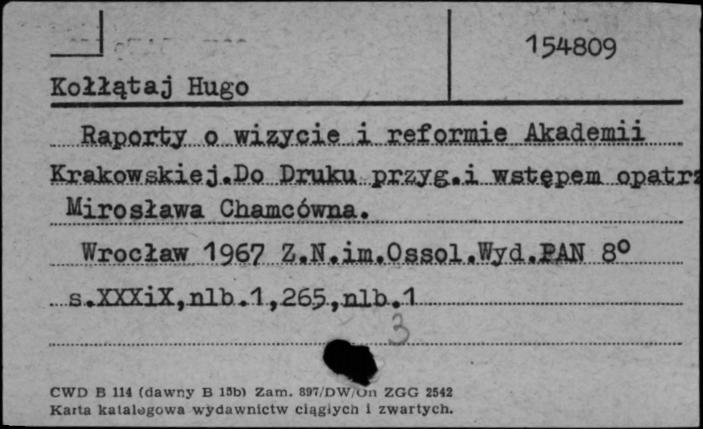 154809
Kołłątaj Hugo
Raporty o wizycie i reformie Akademii
Krakowskiej.Do Druku przyg.i wstępem opatrz
Mirosława Chamcówna.
Wrocław 1967 Z.N.im.Ossol.Wyd.PAN 8°
s.XXXiX,nlb.1,265,nlb.1
3
CWD B 114 (dawny B 15b) Zam. 897/DW/Un ZGG 2542
Karta katalogowa wydawnictw ciągłych i zwartych.